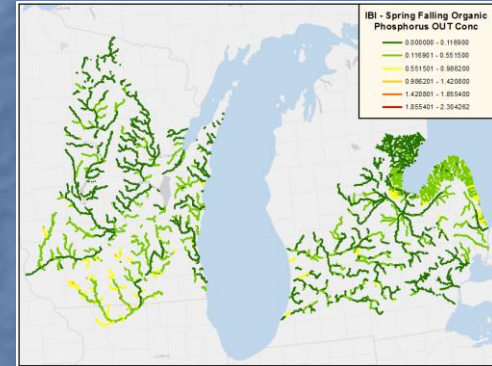 IBI - Spring Falling Organic
Phosphorus OUT Conc
0.000000 - 0.116900
0.116901 - 0.551500
0.551501 - 0.986200
0.986201 - 1.420800
1.420801 - 1.855400
1.855401 - 2.304262